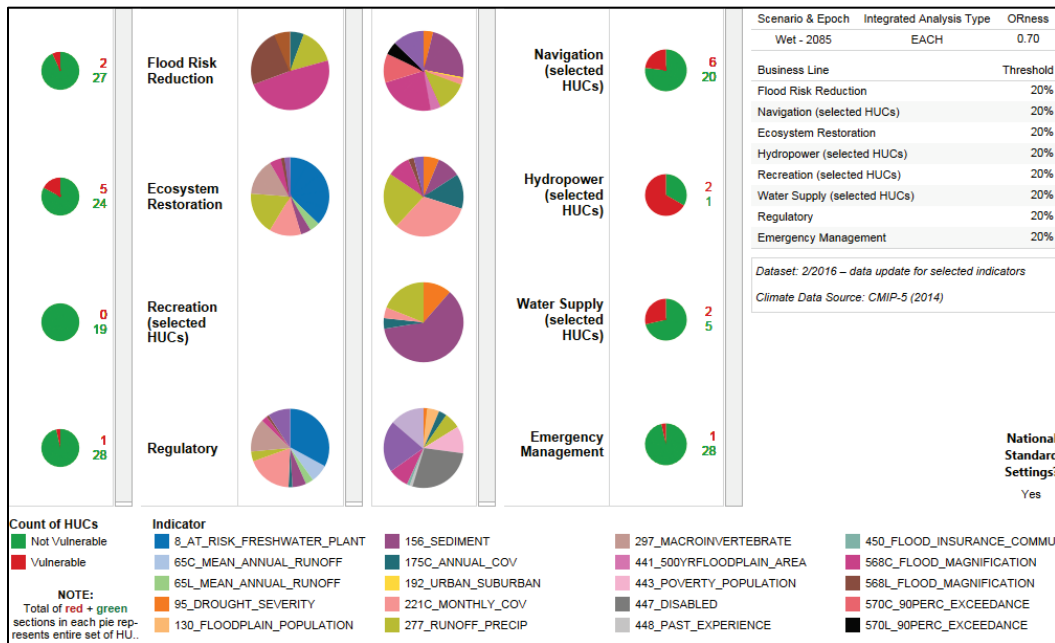 2
27
Flood Risk
Reduction
Navigation
(selected
HUCs)
6
20
5
24
Ecosystem
Restoration
Hydropower
(selected
HUCs)
2
1
0
19
Recreation
(selected
HUCs)
Water Supply
(selected
HUCs)
2
5
1
28
Regulatory
Emergency
Management
1
28
Scenario & Epoch Integrated Analysis Type ORness
Wet - 2085 EACH 0.70
Business Line Threshold
Flood Risk Reduction 20%
Navigation (selected HUCs) 20%
Ecosystem Restoration 20%
Hydropower (selected HUCs) 20%
Recreation (selected HUCs) 20%
Water Supply (selected HUCs) 20%
Regulatory 20%
Emergency Management 20%
Dataset: 2/2016 – data update for selected indicators
Climate Data Source: CMIP-5 (2014)
National
Standard
Settings?
Yes
Count of HUCs
Not Vulnerable
Vulnerable
NOTE:
Total of red + green
sections in each pie rep-
resents entire set of HU..
Indicator
8_AT_RISK_FRESHWATER_PLANT
65C_MEAN_ANNUAL_RUNOFF
65L_MEAN_ANNUAL_RUNOFF
95_DROUGHT_SEVERITY
130_FLOODPLAIN_POPULATION
156_SEDIMENT
175C_ANNUAL_COV
192_URBAN_SUBURBAN
221C_MONTHLY_COV
277_RUNOFF_PRECIP
297_MACROINVERTEBRATE
441_500YRFLOODPLAIN_AREA
443_POVERTY_POPULATION
447_DISABLED
448_PAST_EXPERIENCE
450_FLOOD_INSURANCE_COMMU
568C_FLOOD_MAGNIFICATION
568L_FLOOD_MAGNIFICATION
570C_90PERC_EXCEEDANCE
570L_90PERC_EXCEEDANCE